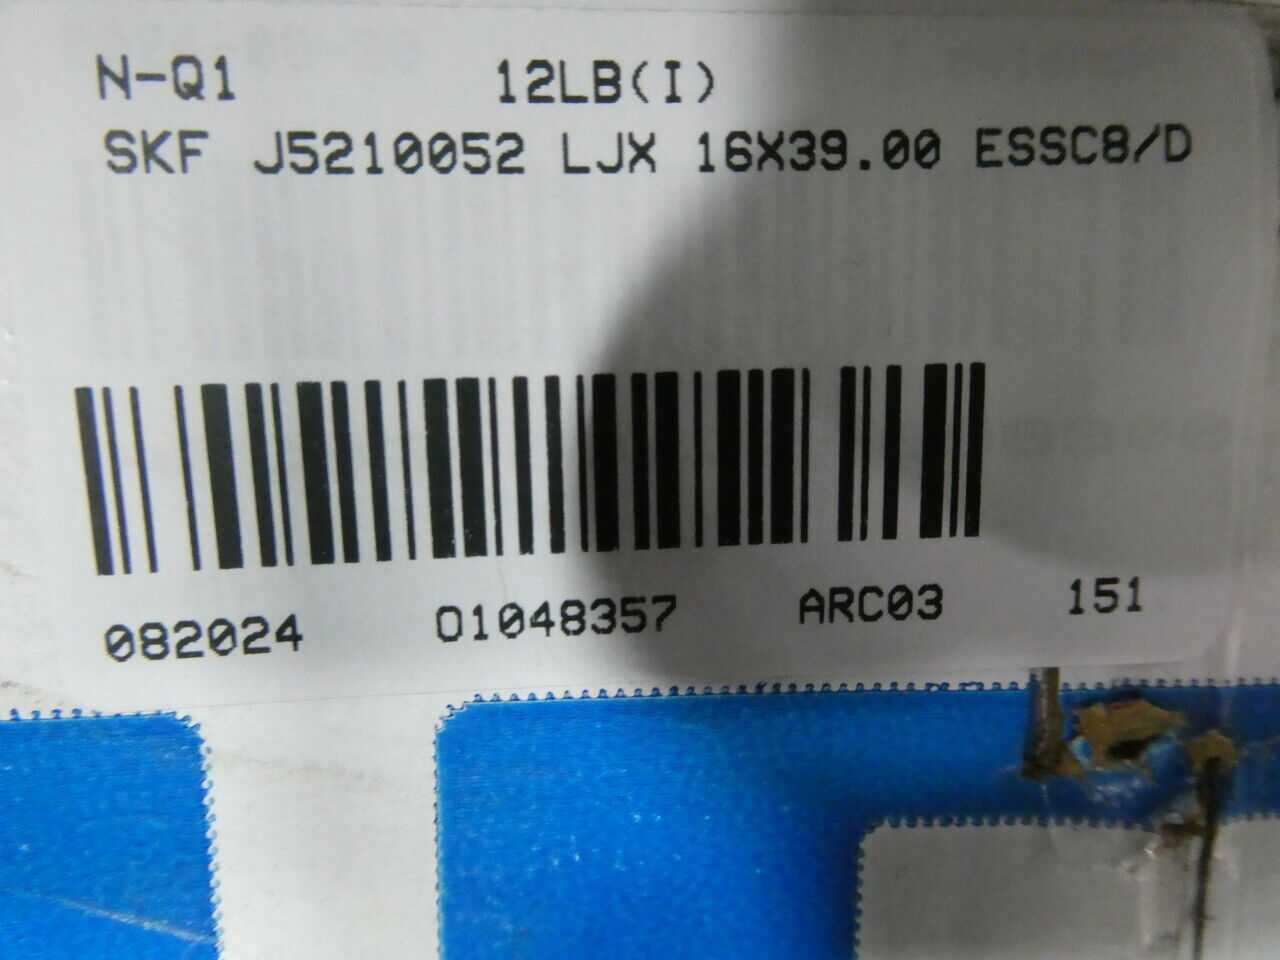 N-Q1 12LB(I)
SKF J5210052 LJX 16X39.00 ESSC8/D
082024 01048357 ARC03 151